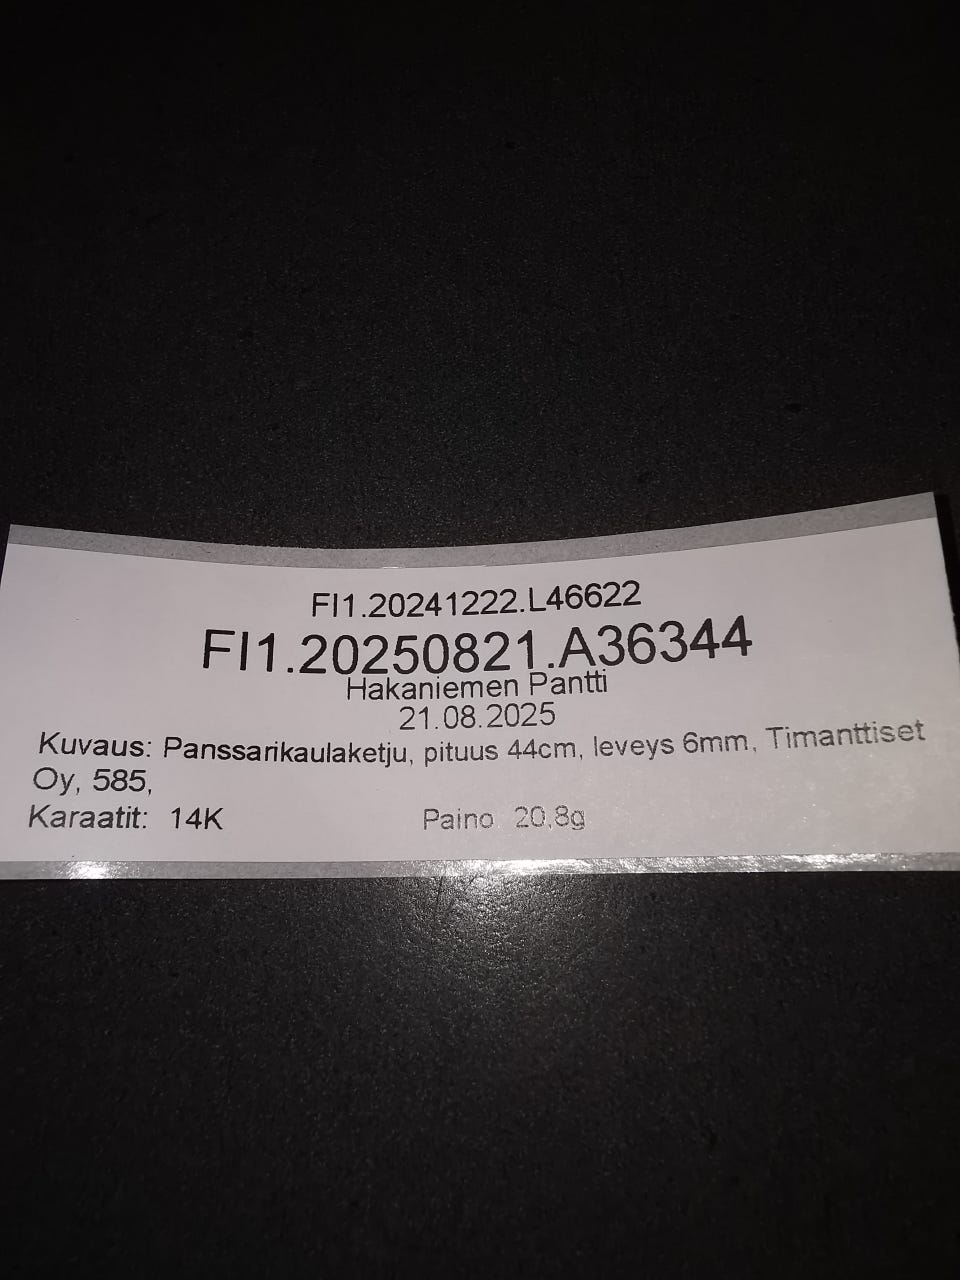 FI1.20241222.L46622
FI1.20250821.A36344
Hakaniemen Pantti
21.08.2025
Kuvaus: Panssarikaulaketju, pituus 44cm, leveys 6mm, Timanttiset
Oy, 585,
Karaatit: 14K Paino 20,8g